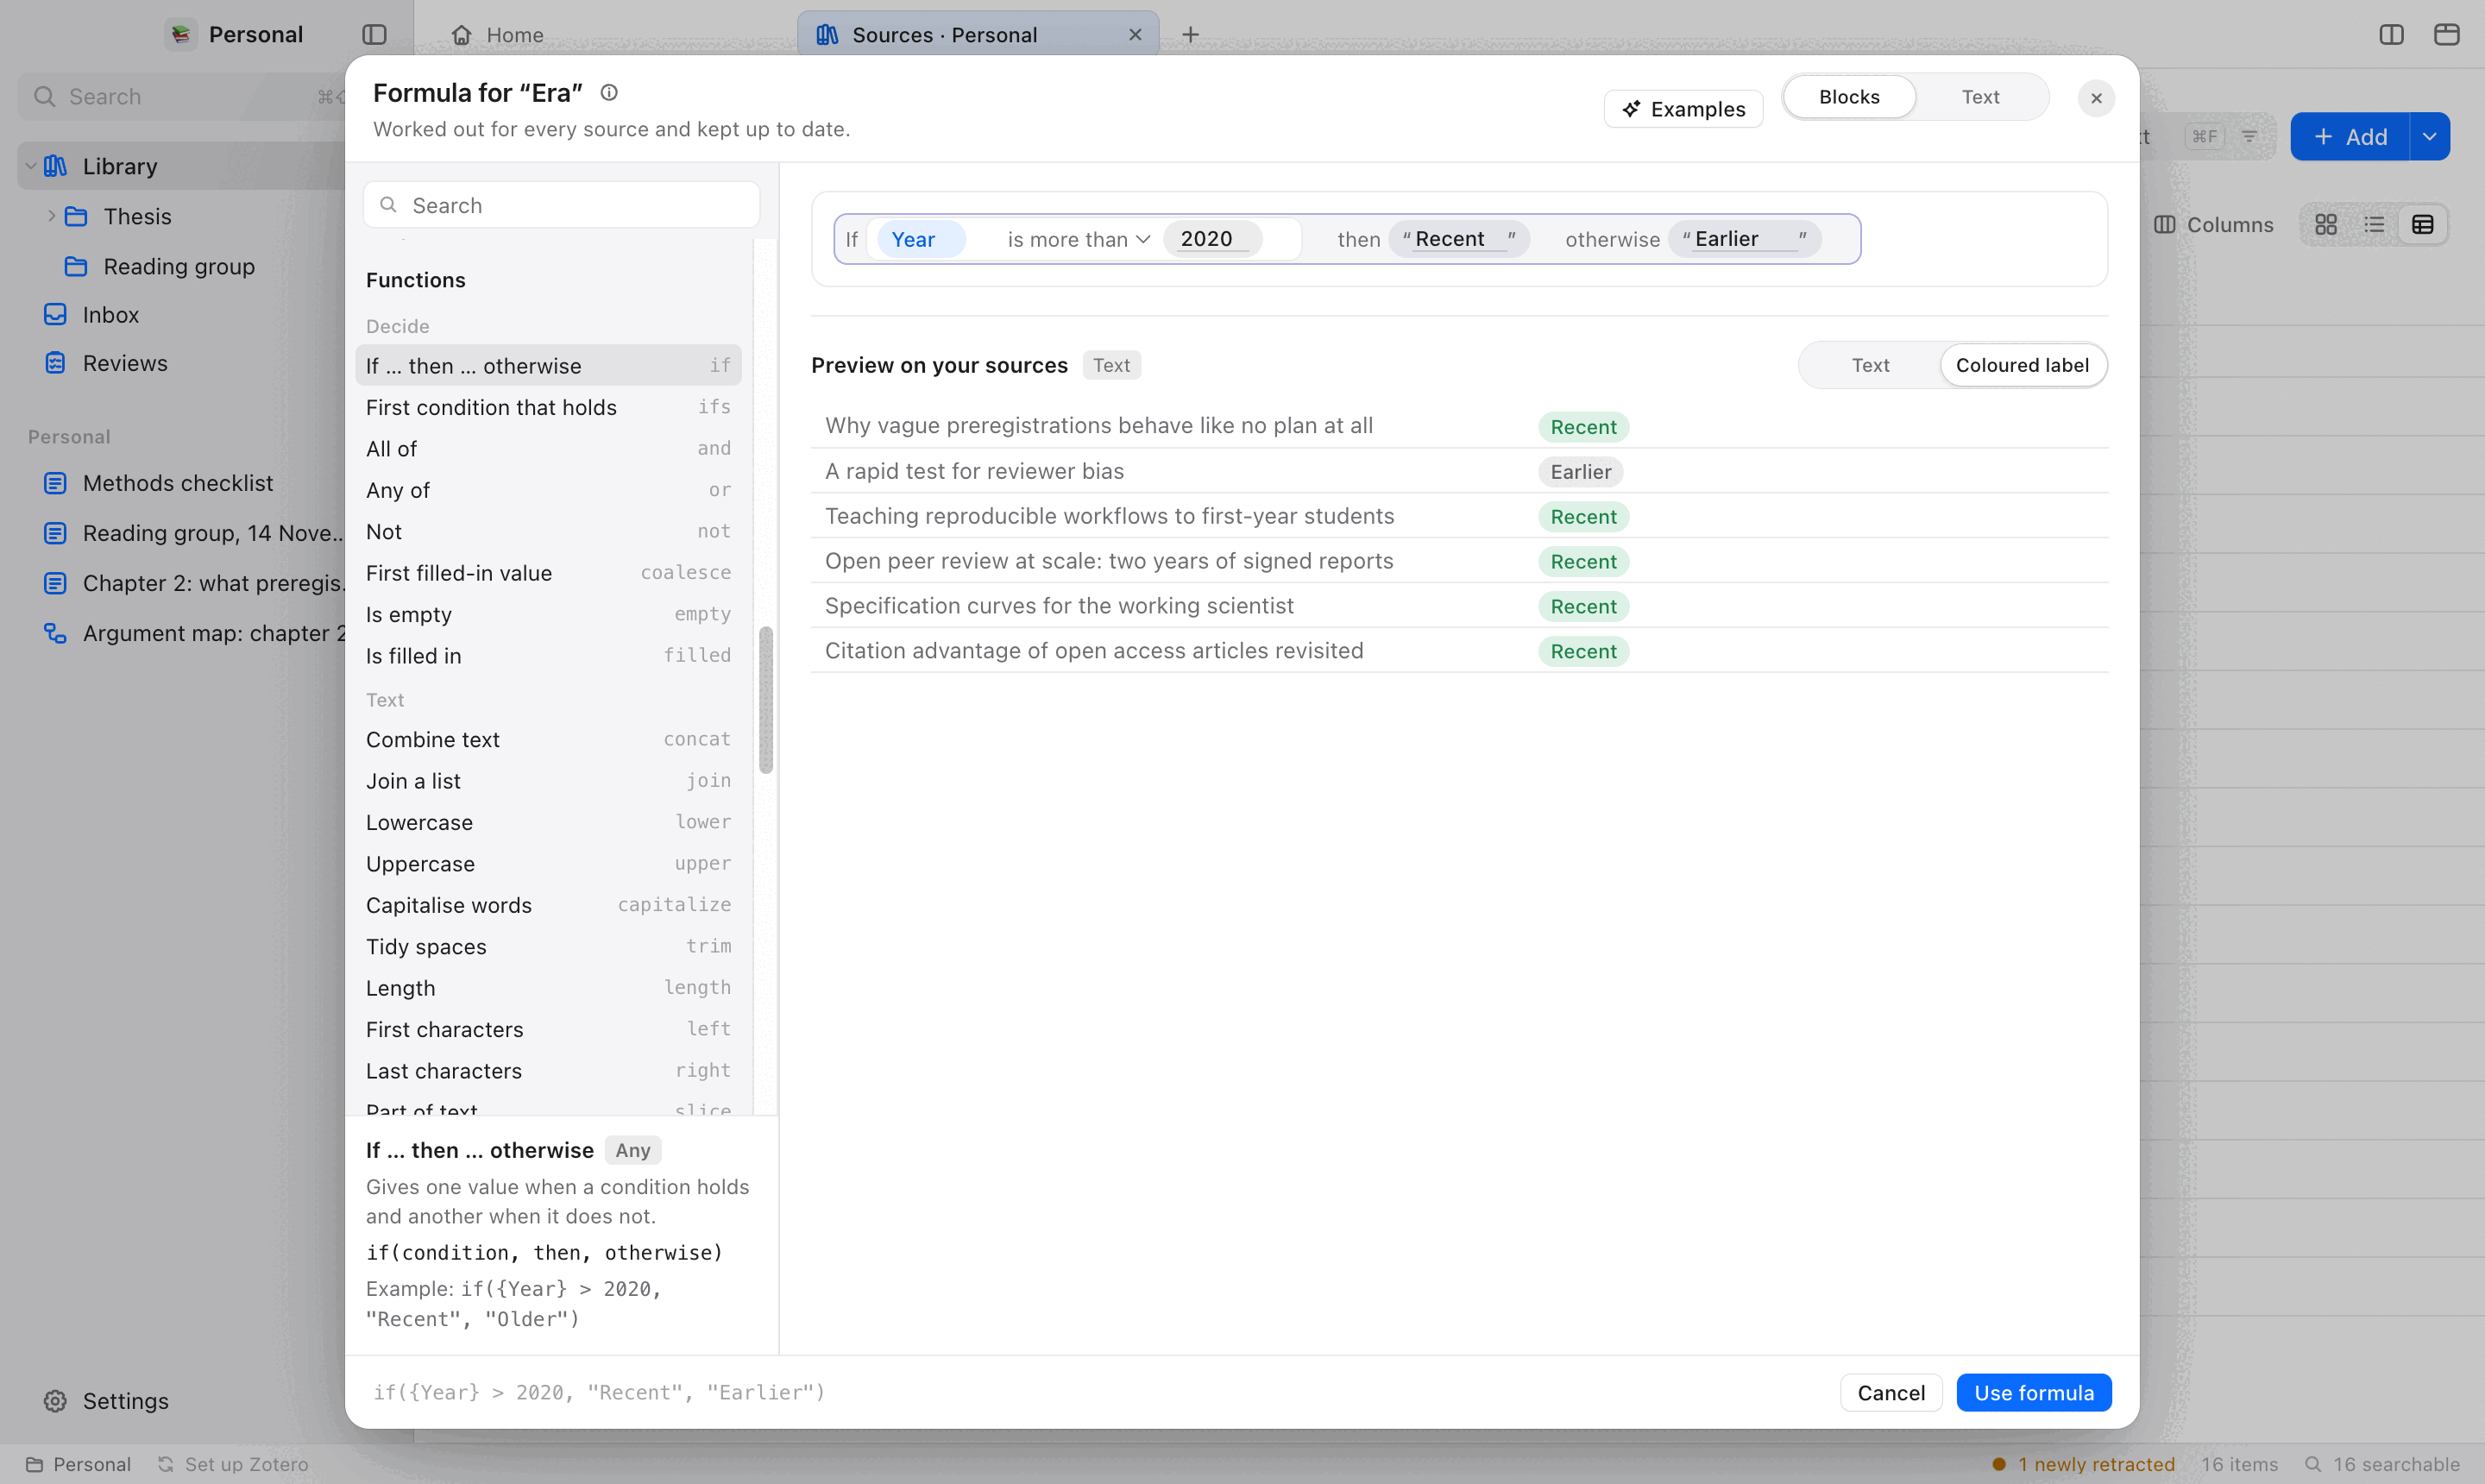 Personal
Home
Sources · Personal
Search
Library
Thesis
Reading group
Inbox
Reviews
Personal
Methods checklist
Reading group, 14 Nove...
Chapter 2: what preregis.
Argument map: chapter 2
Settings
Formula for “Era”
Worked out for every source and kept up to date.
Examples
Blocks
Text
⌘F
Add
Columns
Search
Functions
Decide
If ... then ... otherwise if
First condition that holds ifs
All of and
Any of or
Not not
First filled-in value coalesce
Is empty empty
Is filled in filled
Text
Combine text concat
Join a list join
Lowercase lower
Uppercase upper
Capitalise words capitalize
Tidy spaces trim
Length length
First characters left
Last characters right
Part of text slice
If ... then ... otherwise Any
Gives one value when a condition holds
and another when it does not.
if(condition, then, otherwise)
Example: if({Year} > 2020,
"Recent", "Older")
If Year is more than 2020 then “Recent” otherwise “Earlier”
Preview on your sources Text
Text
Coloured label
Why vague preregistrations behave like no plan at all Recent
A rapid test for reviewer bias Earlier
Teaching reproducible workflows to first-year students Recent
Open peer review at scale: two years of signed reports Recent
Specification curves for the working scientist Recent
Citation advantage of open access articles revisited Recent
if({Year} > 2020, "Recent", "Earlier")
Cancel
Use formula
Personal
Set up Zotero
1 newly retracted
16 items
16 searchable